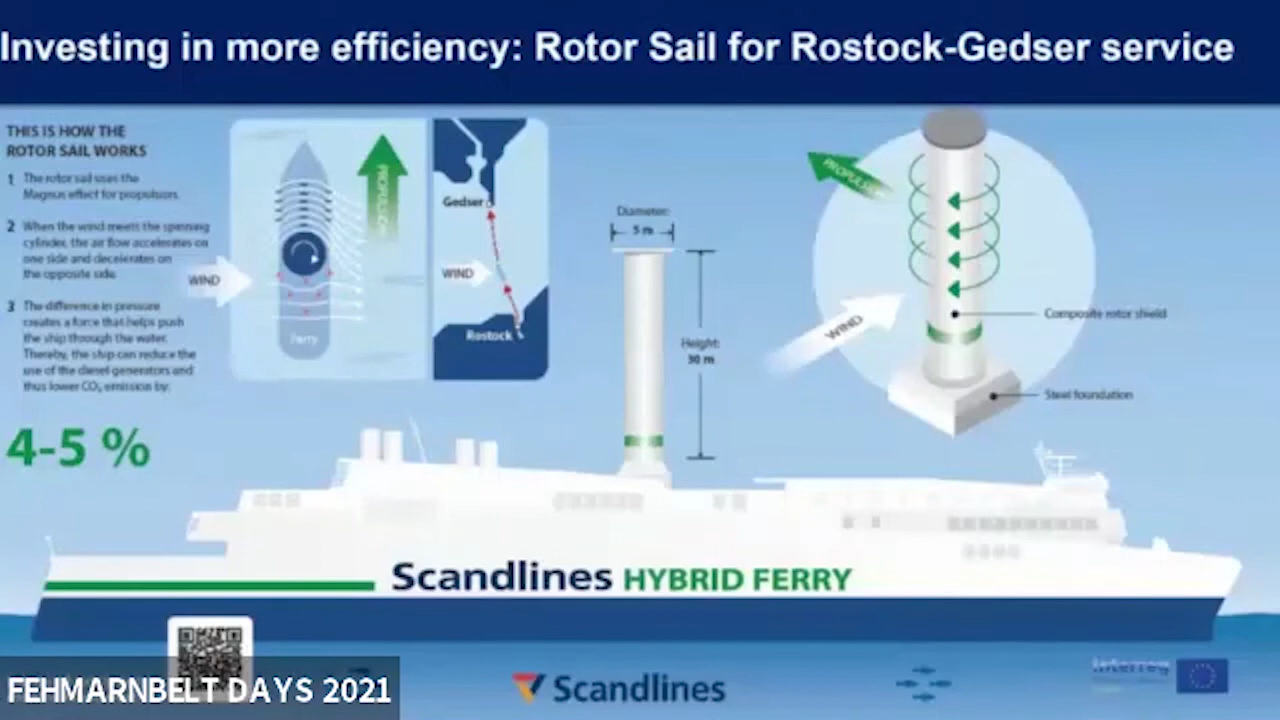 Investing in more efficiency: Rotor Sail for Rostock-Gedser service
THIS IS HOW THE
ROTOR SAIL WORKS
1 The rotor sail uses the
Magnus effect for propulsion.
2 When the wind meets the spinning
cylinder, the air flow accelerates on
one side and decelerates on
the opposite side.
3 The difference in pressure
creates a force that helps push
the ship through the water.
Thereby, the ship can reduce the
use of the diesel generators and
thus lower CO₂ emission by:
4-5 %
WIND
PROPULSION
Ferry
Gedser
WIND
Rostock
Diameter:
5 m
Height:
30 m
PROPULSION
WIND
Composite rotor shield
Steel foundation
Scandlines HYBRID FERRY
FEHMARNBELT DAYS 2021
Scandlines
Interreg